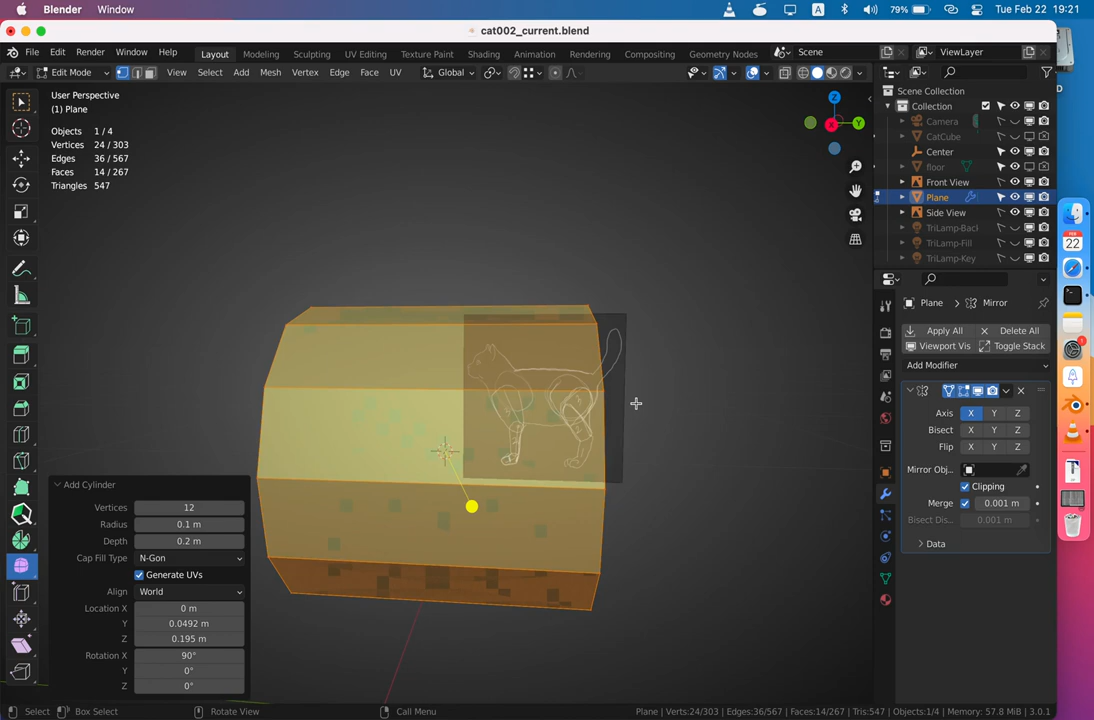 Blender Window
A 79% Tue Feb 22 19:21
cat002_current.blend
File Edit Render Window Help Layout Modeling Sculpting UV Editing Texture Paint Shading Animation Rendering Compositing Geometry Nodes Scene ViewLayer
Edit Mode View Select Add Mesh Vertex Edge Face UV Global
User Perspective
(1) Plane
Objects 1 / 4
Vertices 24 / 303
Edges 36 / 567
Faces 14 / 267
Triangles 547
Z
Y
X
Scene Collection
Collection
Camera
CatCube
Center
floor
Front View
Plane
Side View
TriLamp-Bacl
TriLamp-Fill
TriLamp-Key
Plane > Mirror
Apply All Delete All
Viewport Vis Toggle Stack
Add Modifier
Axis X Y Z
Bisect X Y Z
Flip X Y Z
Mirror Obj...
Clipping
Merge 0.001 m
Bisect Dis... 0.001 m
Data
FEB
22
Add Cylinder
Vertices 12
Radius 0.1 m
Depth 0.2 m
Cap Fill Type N-Gon
Generate UVs
Align World
Location X 0 m
Y 0.0492 m
Z 0.195 m
Rotation X 90°
Y 0°
Z 0°
Select Box Select Rotate View Call Menu Plane | Verts:24/303 | Edges:36/567 | Faces:14/267 | Tris:547 | Objects:1/4 | Memory: 57.8 MiB | 3.0.1